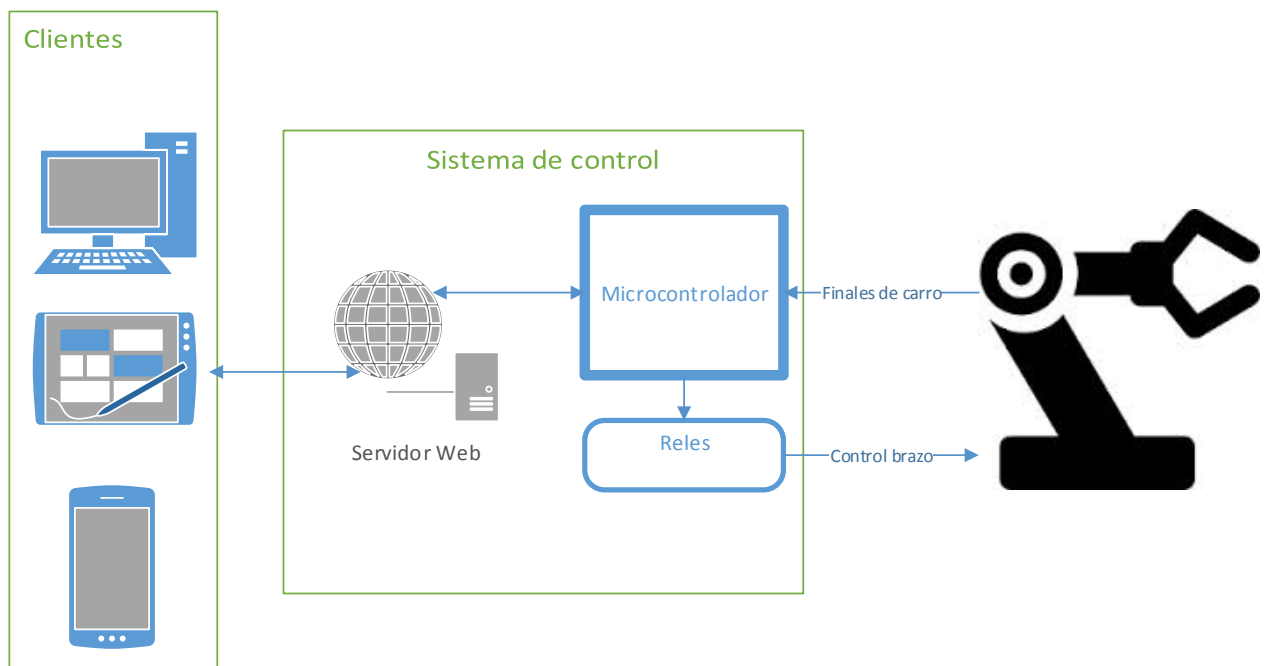 Clientes
Sistema de control
Microcontrolador
Finales de carro
Servidor Web
Reles
Control brazo